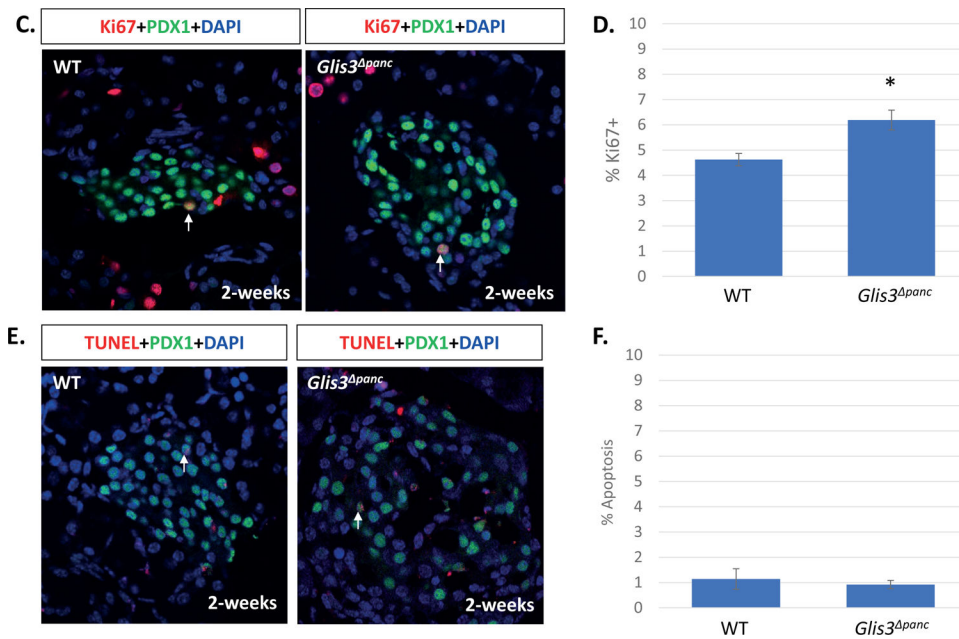 C.
Ki67+PDX1+DAPI
Ki67+PDX1+DAPI
WT
2-weeks
Glis3Δpanc
2-weeks
D.
% Ki67+
10
9
8
7
6
5
4
3
2
1
0
*
WT
Glis3Δpanc
E.
TUNEL+PDX1+DAPI
TUNEL+PDX1+DAPI
WT
2-weeks
Glis3Δpanc
2-weeks
F.
% Apoptosis
10
9
8
7
6
5
4
3
2
1
0
WT
Glis3Δpanc